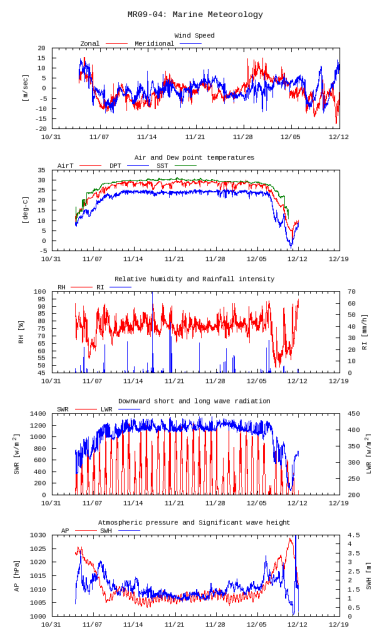 MR09-04: Marine Meteorology
Wind Speed
Zonal Meridional
20
15
10
5
0
-5
-10
-15
-20
[m/sec]
10/31 11/07 11/14 11/21 11/28 12/05 12/12
Air and Dew point temperatures
AirT DPT SST
35
30
25
20
15
10
5
0
-5
[deg-C]
10/31 11/07 11/14 11/21 11/28 12/05 12/12 12/19
Relative humidity and Rainfall intensity
RH RI
100
95
90
85
80
75
70
65
60
55
50
45
RH [%]
70
60
50
40
30
20
10
0
RI [mm/h]
10/31 11/07 11/14 11/21 11/28 12/05 12/12 12/19
Downward short and long wave radiation
SWR LWR
1400
1200
1000
800
600
400
200
0
SWR [w/m²]
450
400
350
300
250
200
LWR [w/m²]
10/31 11/07 11/14 11/21 11/28 12/05 12/12 12/19
Atmospheric pressure and Significant wave height
AP SWH
1030
1025
1020
1015
1010
1005
1000
AP [hPa]
4.5
4
3.5
3
2.5
2
1.5
1
0.5
0
SWH [m]
10/31 11/07 11/14 11/21 11/28 12/05 12/12 12/19